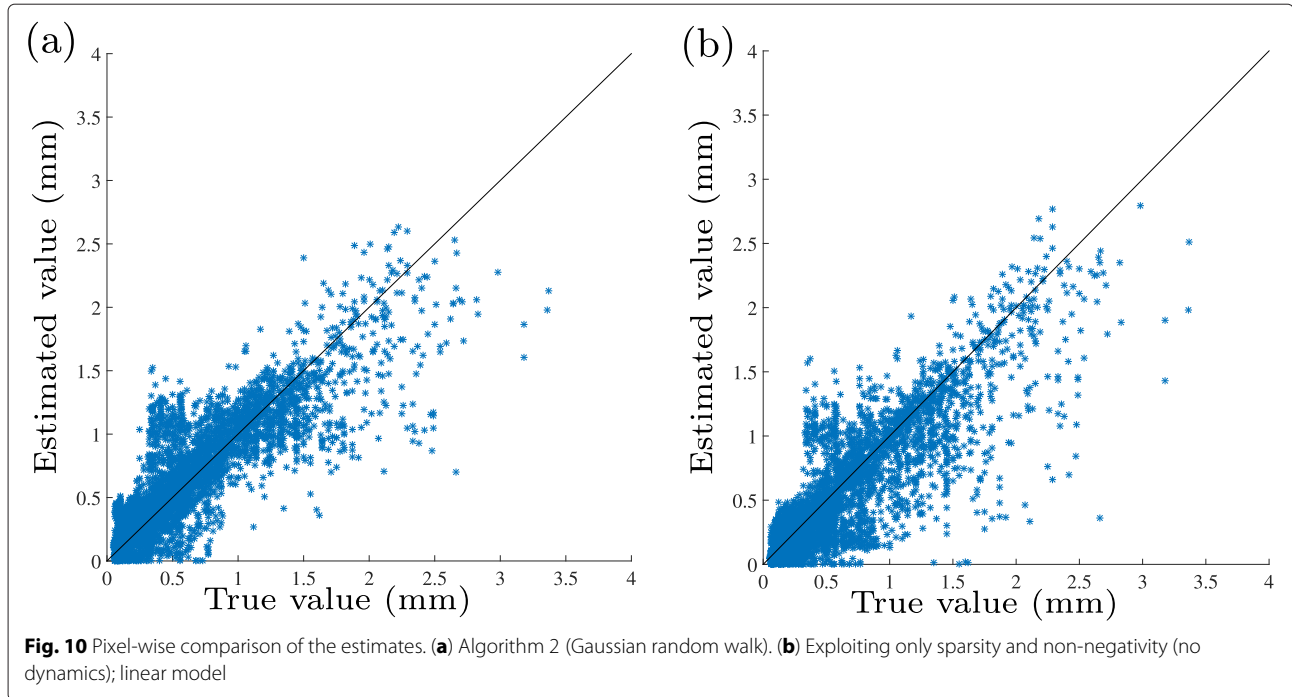 (a)
4
3.5
3
2.5
2
1.5
1
0.5
0
Estimated value (mm)
0 0.5 1 1.5 2 2.5 3 3.5 4
True value (mm)
(b)
4
3.5
3
2.5
2
1.5
1
0.5
0
Estimated value (mm)
0 0.5 1 1.5 2 2.5 3 3.5 4
True value (mm)
Fig. 10 Pixel-wise comparison of the estimates. (a) Algorithm 2 (Gaussian random walk). (b) Exploiting only sparsity and non-negativity (no
dynamics); linear model